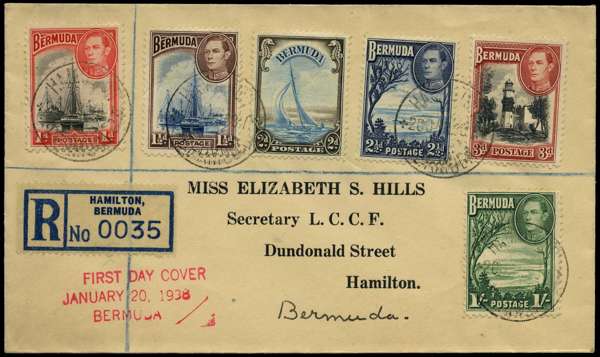 BERMUDA
1d 1d
POSTAGE
BERMUDA
1½d 1½d
POSTAGE
BERMUDA
2d 2d
POSTAGE
BERMUDA
2½d 2½d
POSTAGE
BERMUDA
3d 3d
POSTAGE
HAMILTON,
BERMUDA
R No 0035
MISS ELIZABETH S. HILLS
Secretary L. C. C. F.
Dundonald Street
Hamilton.
Bermuda.
BERMUDA
1/- 1/-
POSTAGE
FIRST DAY COVER
JANUARY 20, 1938
BERMUDA